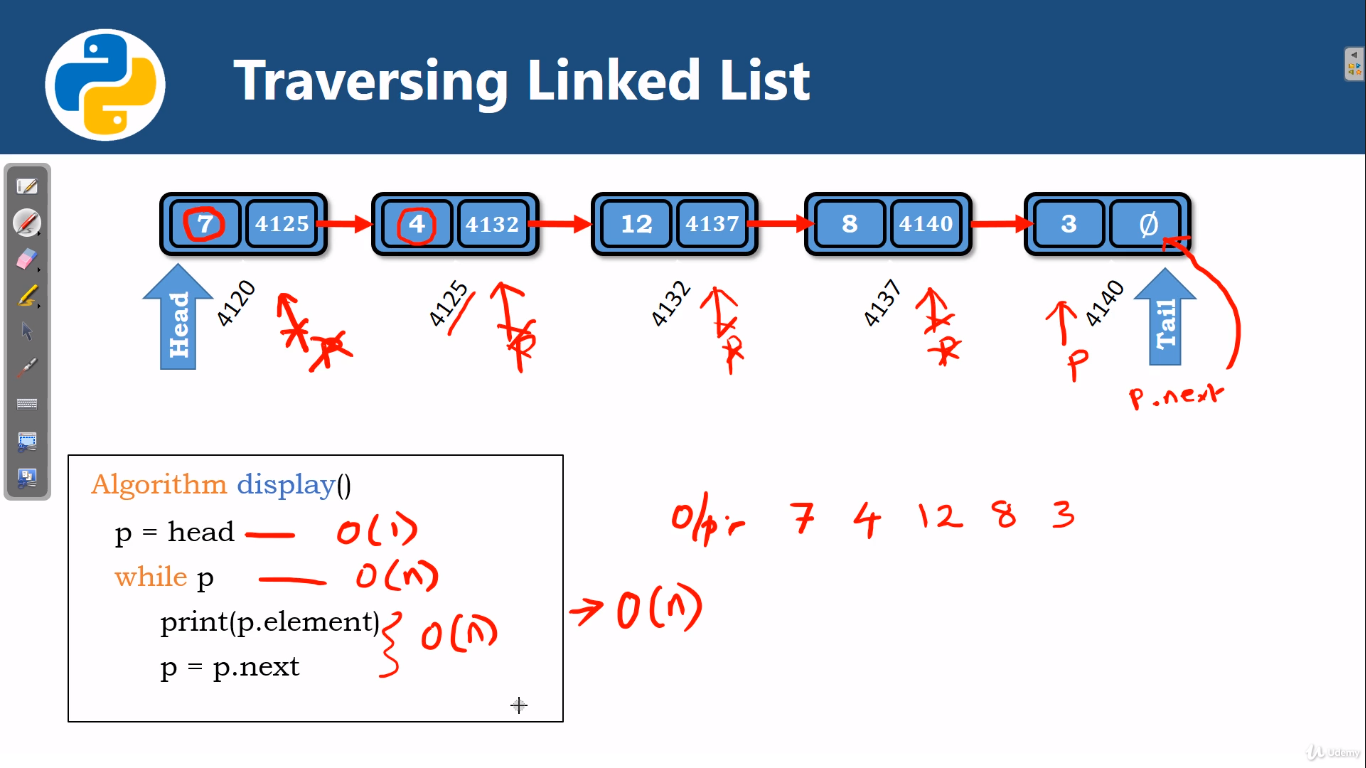 Traversing Linked List
7 4125 4 4132 12 4137 8 4140 3 ∅
Head 4120 4125 4132 4137 4140 Tail
P P P P P
P.next
Algorithm display()
p = head — O(1)
while p — O(n)
print(p.element)
p = p.next
} O(n)
→ O(n)
7 4 12 8 3
Udemy